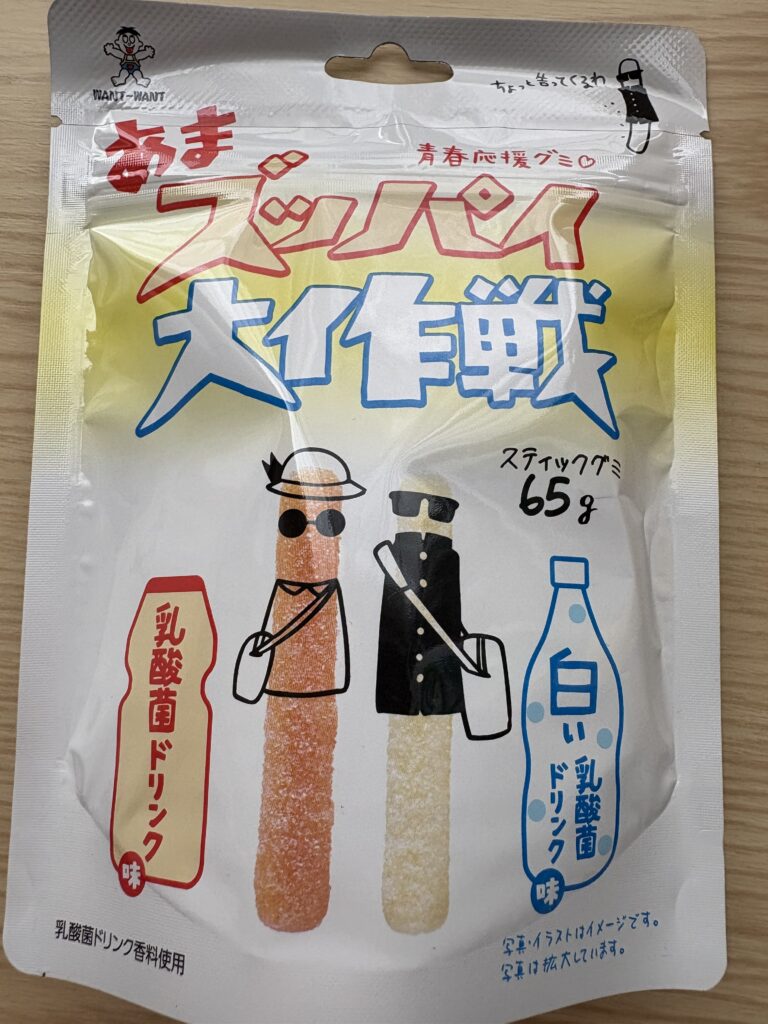 WANT-WANT
ちょっと告ってくるわ
青春応援グミ♡
あま
ズッパイ
大作戦
スティックグミ
65g
乳酸菌ドリンク
味
白い
乳酸菌
ドリンク
味
乳酸菌ドリンク香料使用
写真・イラストはイメージです。
写真は拡大しています。